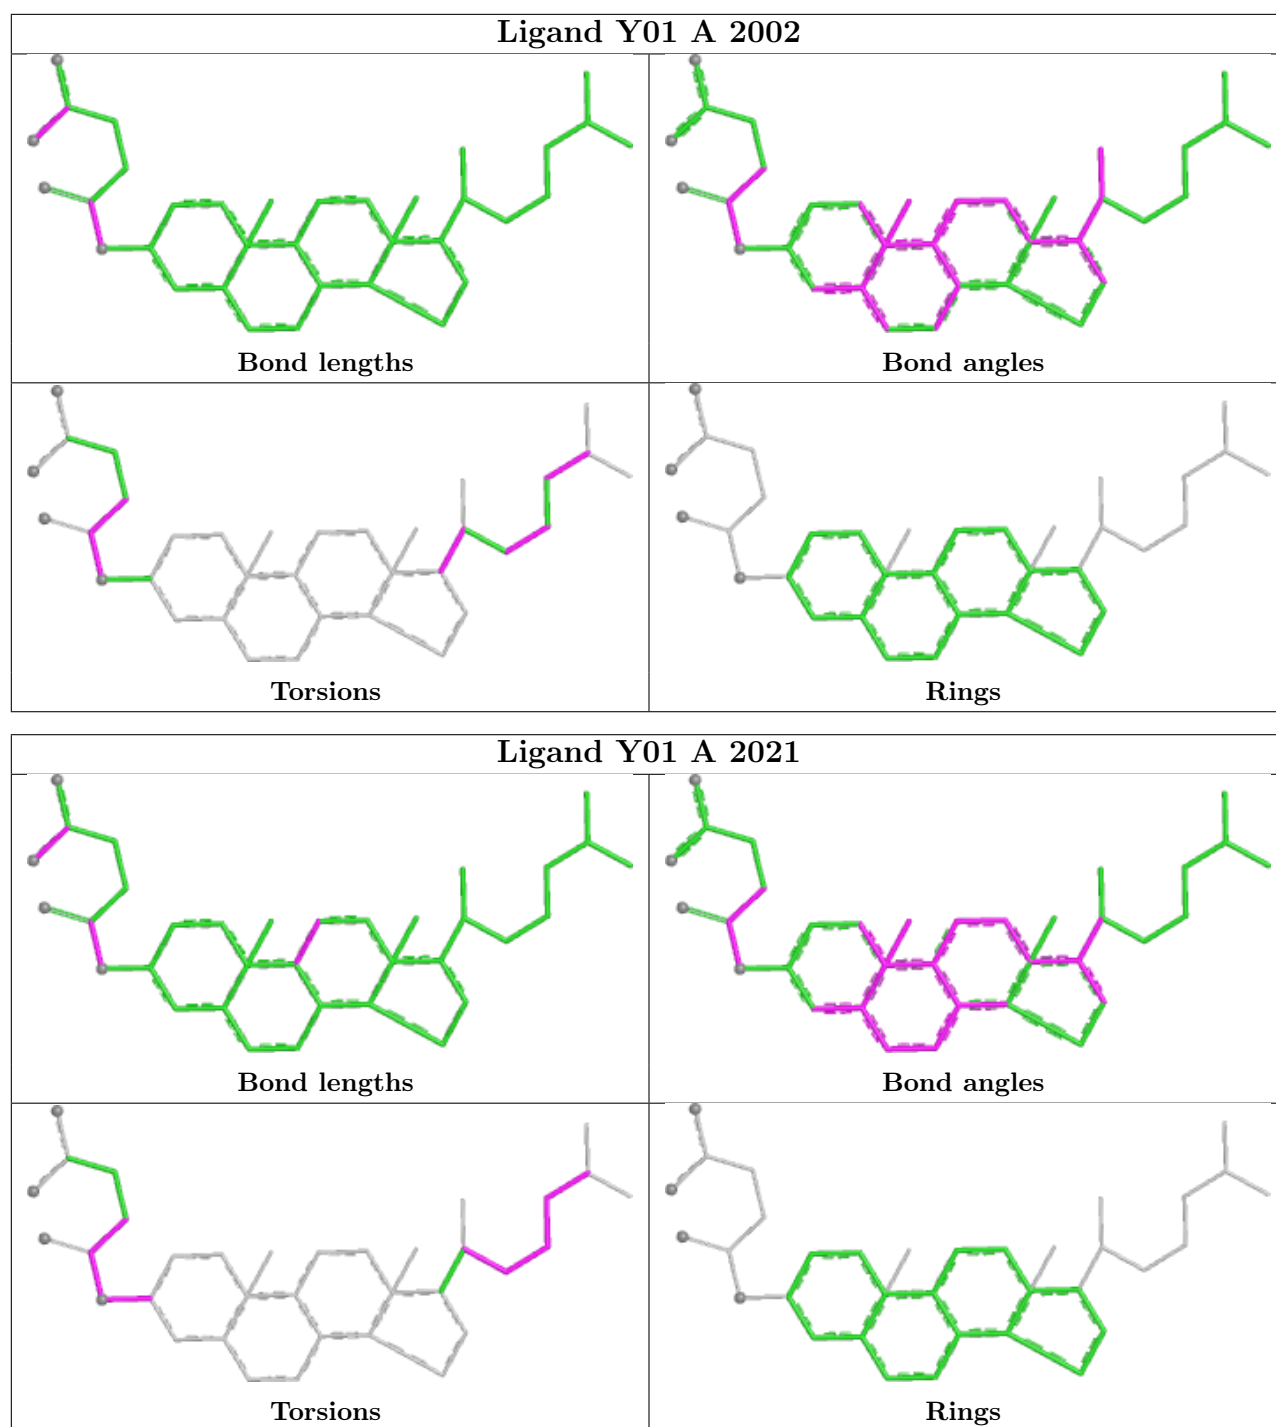 Ligand Y01 A 2002
Bond lengths
Bond angles
Torsions
Rings
Ligand Y01 A 2021
Bond lengths
Bond angles
Torsions
Rings